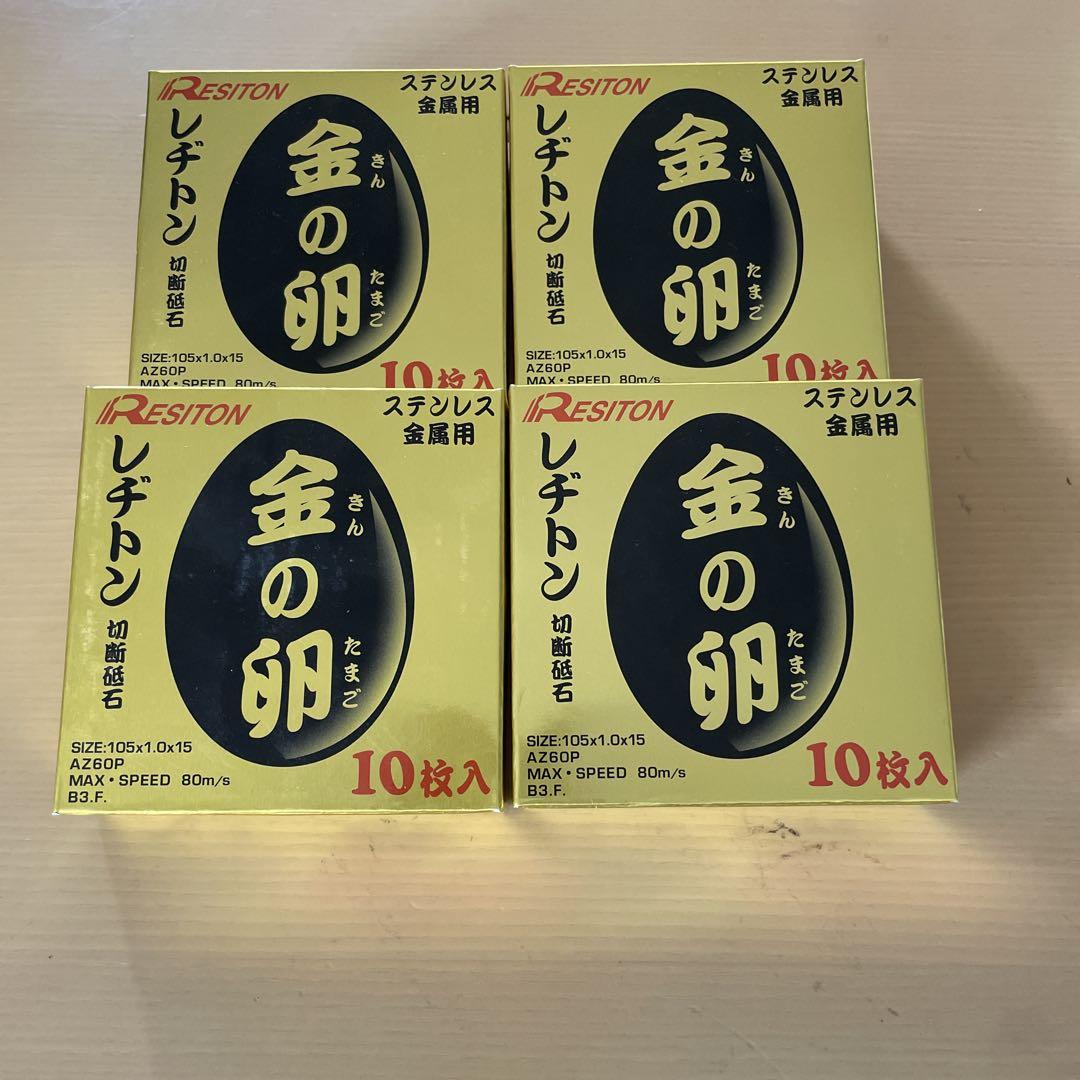 RESITON
ステンレス
金属用
レヂトン
切断砥石
金の卵
きん
たまご
SIZE:105x1.0x15
AZ60P
MAX・SPEED 80m/s
10枚入
RESITON
ステンレス
金属用
レヂトン
切断砥石
金の卵
きん
たまご
SIZE:105x1.0x15
AZ60P
MAX・SPEED 80m/s
10枚入
RESITON
ステンレス
金属用
レヂトン
切断砥石
金の卵
きん
たまご
SIZE:105x1.0x15
AZ60P
MAX・SPEED 80m/s
B3.F.
10枚入
RESITON
ステンレス
金属用
レヂトン
切断砥石
金の卵
きん
たまご
SIZE:105x1.0x15
AZ60P
MAX・SPEED 80m/s
B3.F.
10枚入